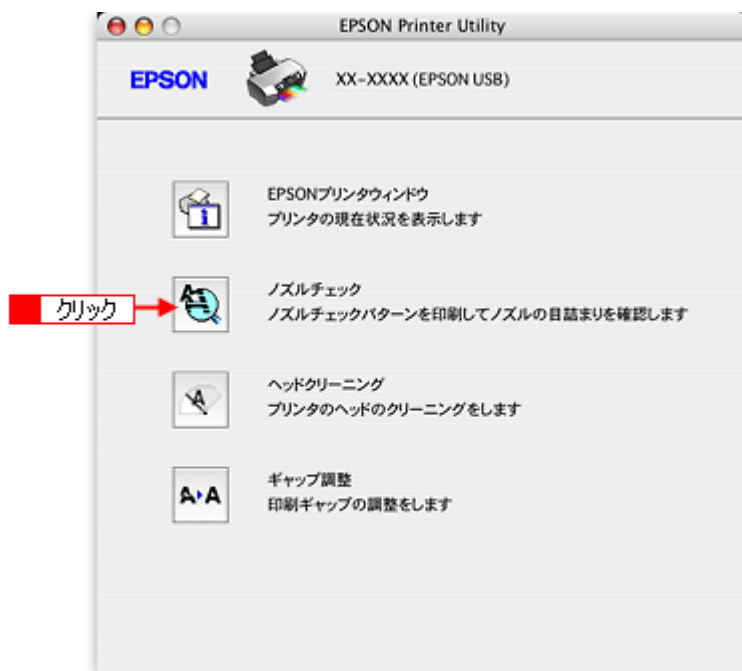 EPSON Printer Utility
EPSON
XX-XXXX (EPSON USB)
EPSONプリンタウィンドウ
プリンタの現在状況を表示します
クリック
ノズルチェック
ノズルチェックパターンを印刷してノズルの目詰まりを確認します
ヘッドクリーニング
プリンタのヘッドのクリーニングをします
A▸A
ギャップ調整
印刷ギャップの調整をします